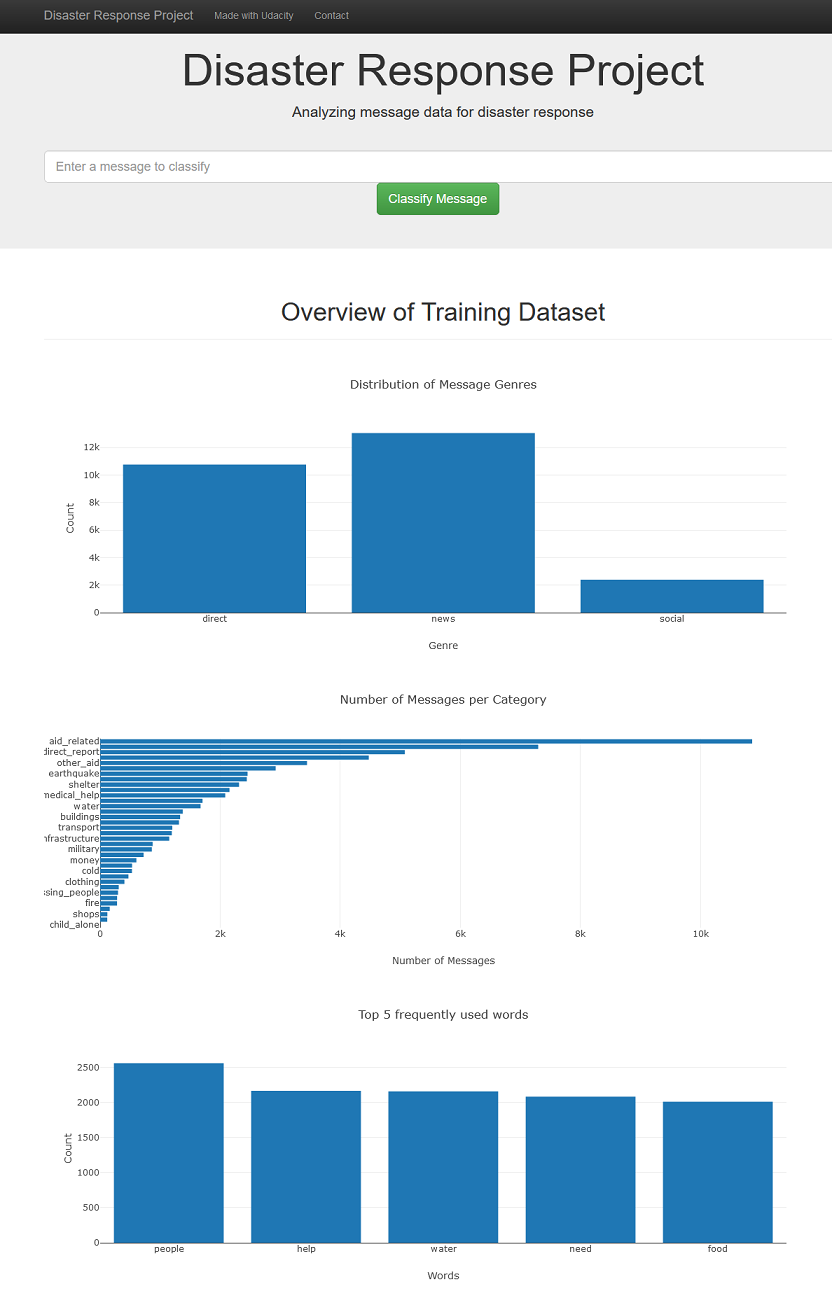 Disaster Response Project Made with Udacity Contact
Disaster Response Project
Analyzing message data for disaster response
Enter a message to classify
Classify Message
Overview of Training Dataset
Distribution of Message Genres
12k
10k
8k
6k
4k
2k
0
Count
direct news social
Genre
Number of Messages per Category
aid_related
direct_report
other_aid
earthquake
shelter
medical_help
water
buildings
transport
nfrastructure
military
money
cold
clothing
ssing_people
fire
shops
child_alone
0 2k 4k 6k 8k 10k
Number of Messages
Top 5 frequently used words
2500
2000
1500
1000
500
0
Count
people help water need food
Words